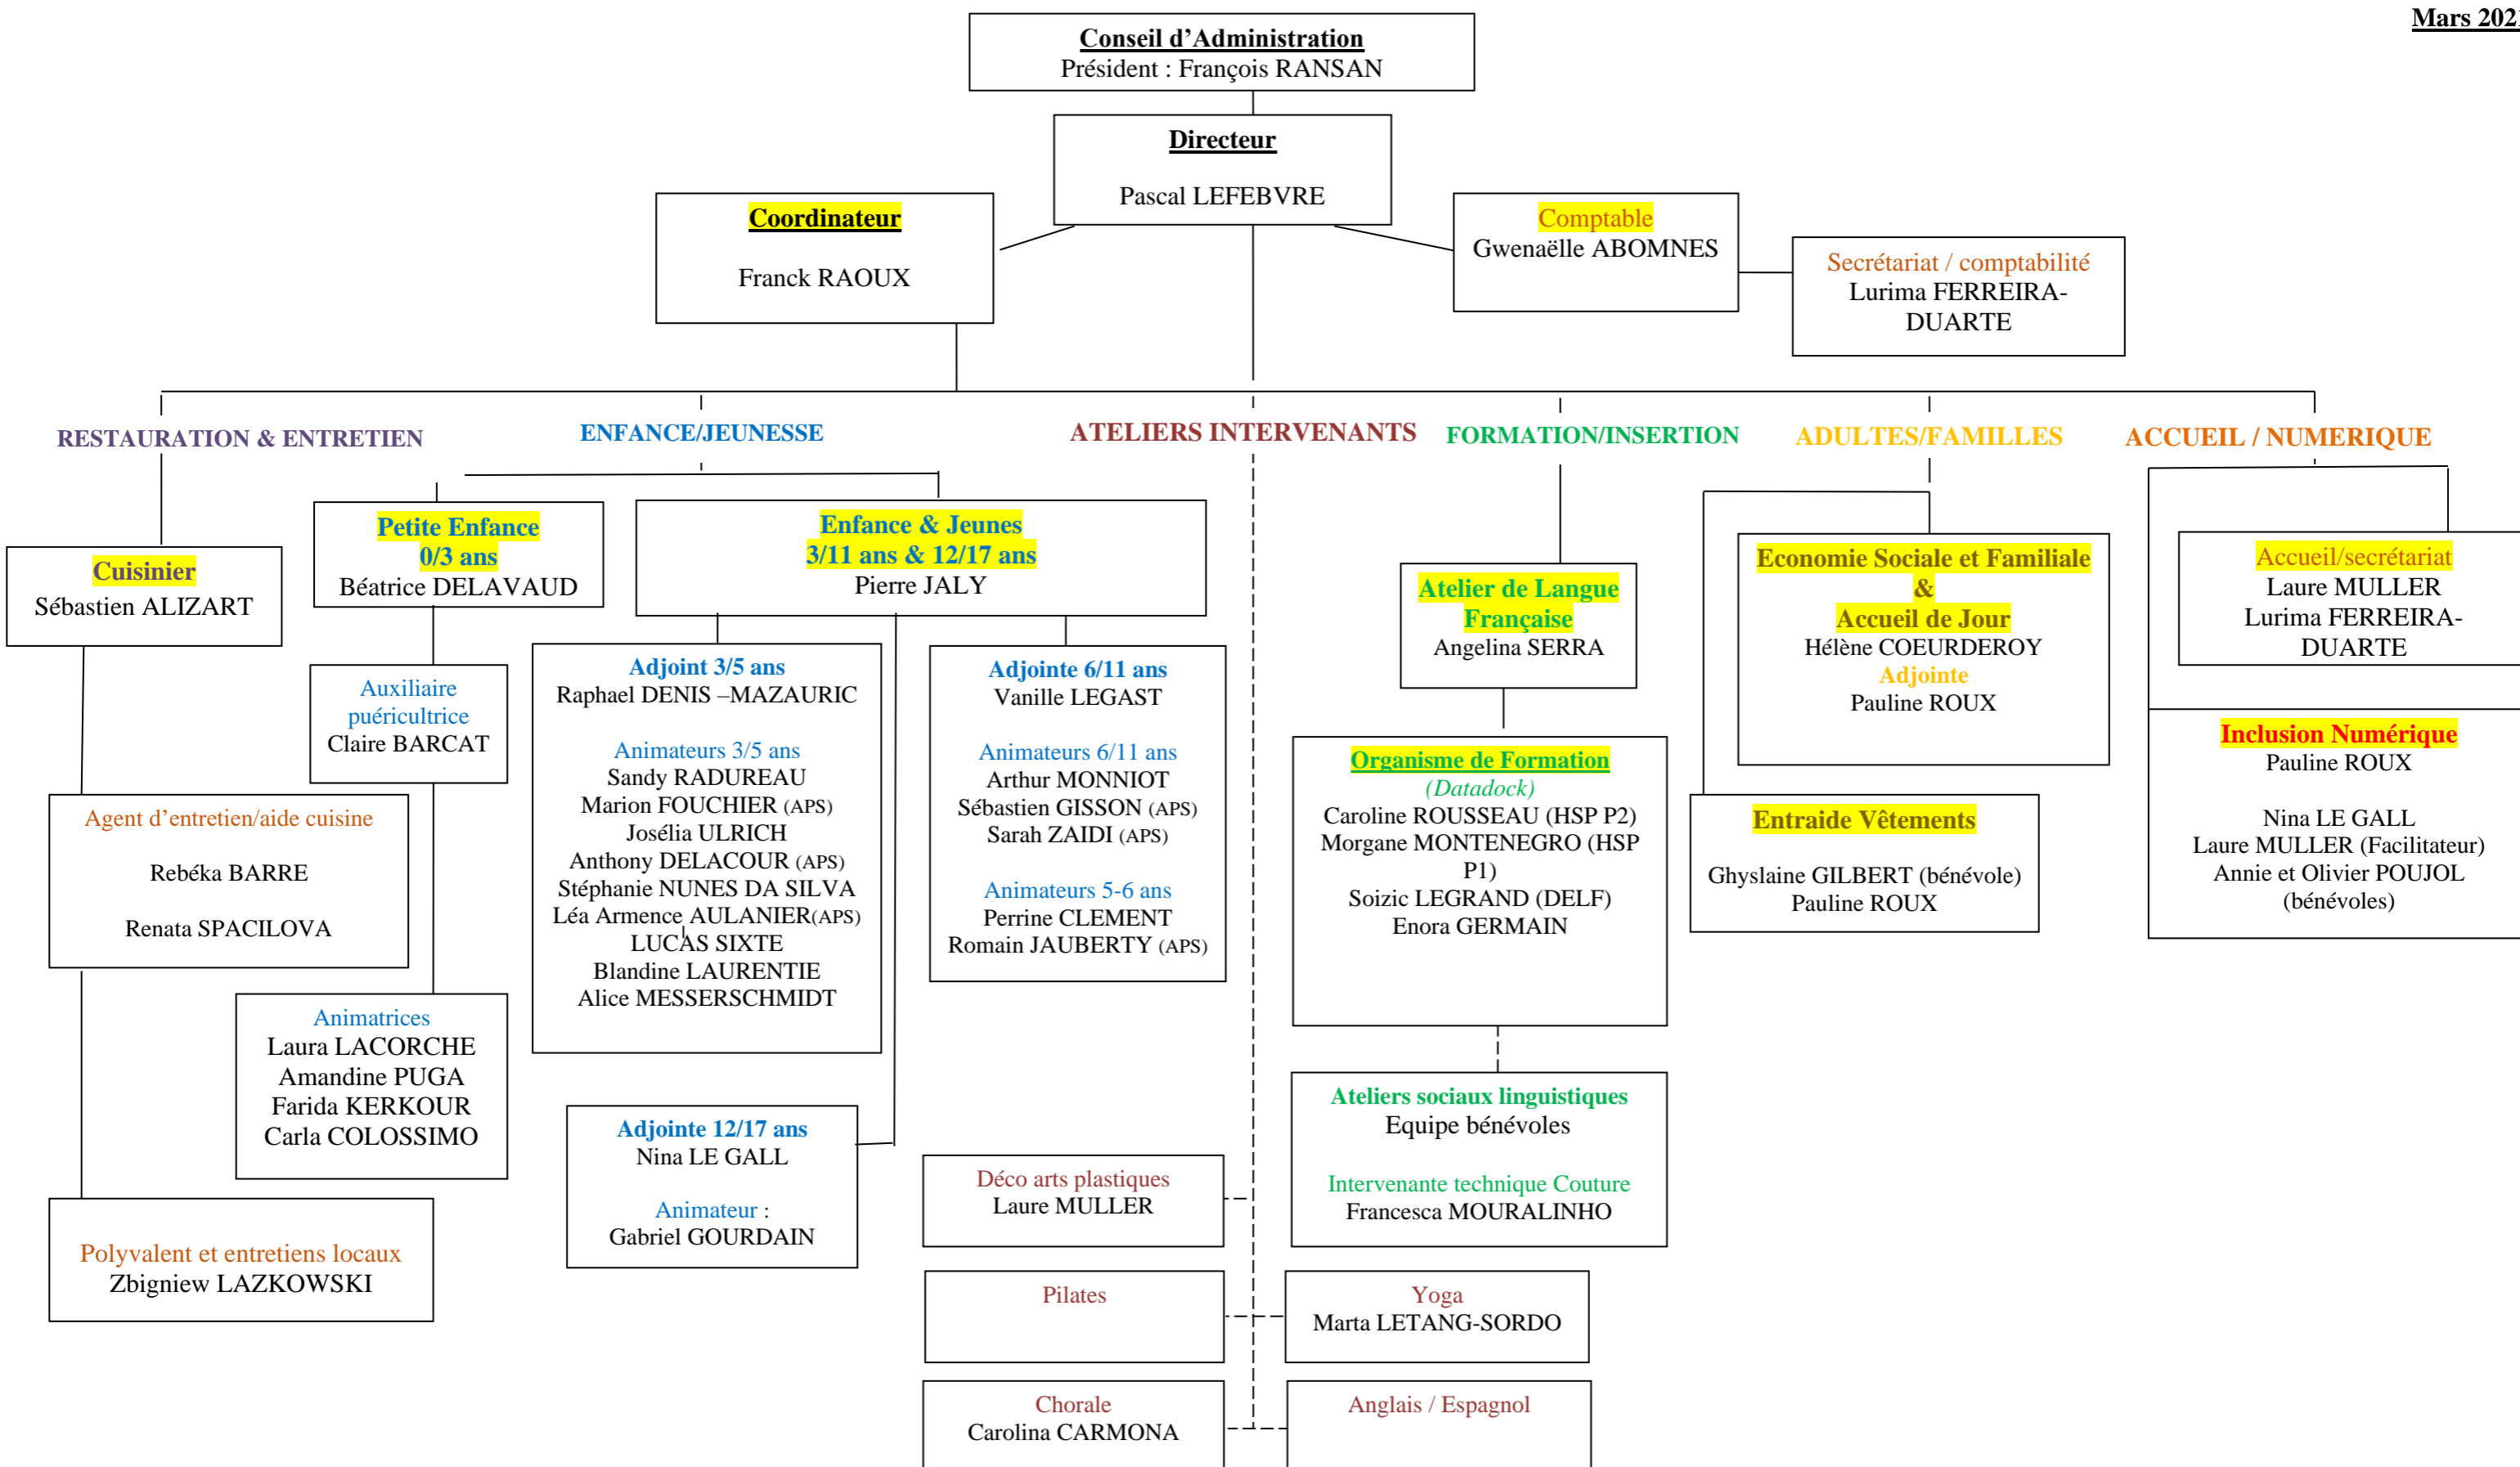 Mars 2021
Conseil d’Administration
Président : François RANSAN
Directeur
Pascal LEFEBVRE
Coordinateur
Franck RAOUX
Comptable
Gwenaëlle ABOMNES
Secrétariat / comptabilité
Lurima FERREIRA-
DUARTE
RESTAURATION & ENTRETIEN
ENFANCE/JEUNESSE
ATELIERS INTERVENANTS
FORMATION/INSERTION
ADULTES/FAMILLES
ACCUEIL / NUMERIQUE
Cuisinier
Sébastien ALIZART
Agent d’entretien/aide cuisine
Rebéka BARRE
Renata SPACILOVA
Polyvalent et entretiens locaux
Zbigniew LAZKOWSKI
Petite Enfance
0/3 ans
Béatrice DELAVAUD
Auxiliaire
puéricultrice
Claire BARCAT
Animatrices
Laura LACORCHE
Amandine PUGA
Farida KERKOUR
Carla COLOSSIMO
Enfance & Jeunes
3/11 ans & 12/17 ans
Pierre JALY
Adjoint 3/5 ans
Raphael DENIS –MAZAURIC
Animateurs 3/5 ans
Sandy RADUREAU
Marion FOUCHIER (APS)
Josélia ULRICH
Anthony DELACOUR (APS)
Stéphanie NUNES DA SILVA
Léa Armence AULANIER(APS)
LUCAS SIXTE
Blandine LAURENTIE
Alice MESSERSCHMIDT
Adjointe 6/11 ans
Vanille LEGAST
Animateurs 6/11 ans
Arthur MONNIOT
Sébastien GISSON (APS)
Sarah ZAIDI (APS)
Animateurs 5-6 ans
Perrine CLEMENT
Romain JAUBERTY (APS)
Adjointe 12/17 ans
Nina LE GALL
Animateur :
Gabriel GOURDAIN
Déco arts plastiques
Laure MULLER
Pilates
Yoga
Marta LETANG-SORDO
Chorale
Carolina CARMONA
Anglais / Espagnol
Atelier de Langue
Française
Angelina SERRA
Organisme de Formation
(Datadock)
Caroline ROUSSEAU (HSP P2)
Morgane MONTENEGRO (HSP
P1)
Soizic LEGRAND (DELF)
Enora GERMAIN
Ateliers sociaux linguistiques
Equipe bénévoles
Intervenante technique Couture
Francesca MOURALINHO
Economie Sociale et Familiale
&
Accueil de Jour
Hélène COEURDEROY
Adjointe
Pauline ROUX
Entraide Vêtements
Ghyslaine GILBERT (bénévole)
Pauline ROUX
Accueil/secrétariat
Laure MULLER
Lurima FERREIRA-
DUARTE
Inclusion Numérique
Pauline ROUX
Nina LE GALL
Laure MULLER (Facilitateur)
Annie et Olivier POUJOL
(bénévoles)